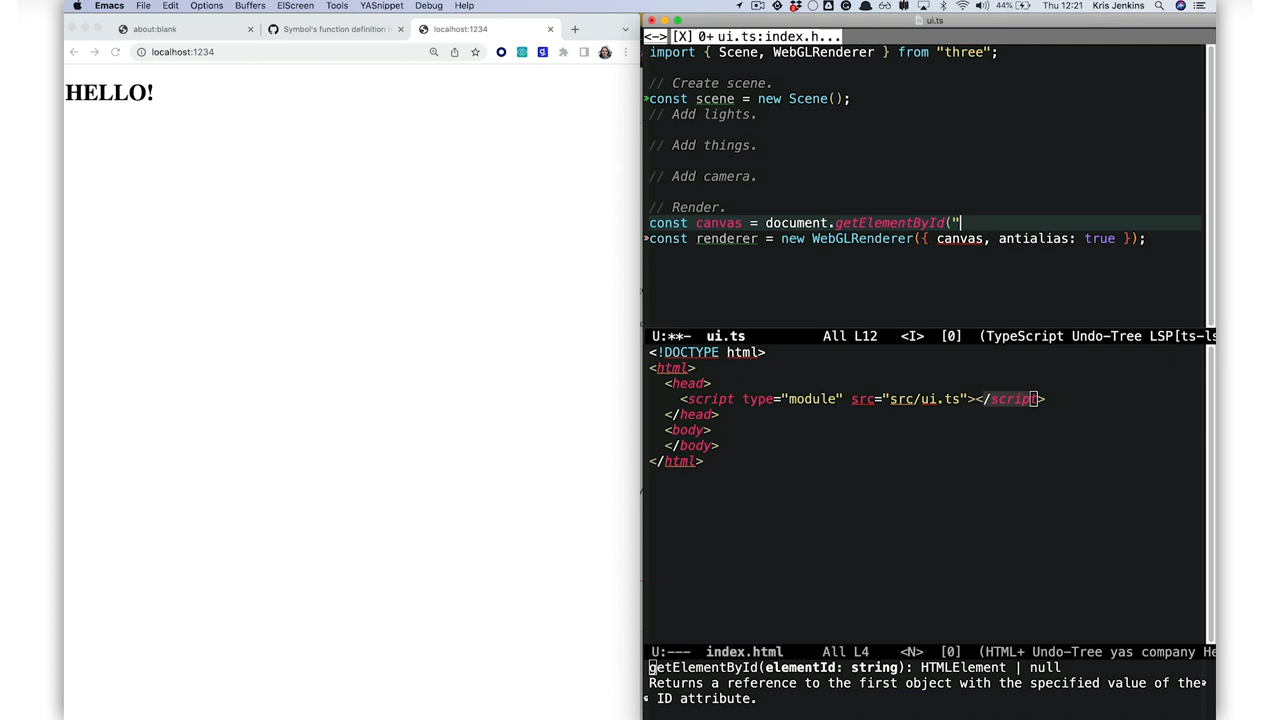 Emacs File Edit Options Buffers ElScreen Tools YASnippet Debug Help
44% Thu 12:21 Kris Jenkins
about:blank
Symbol's function definition i
localhost:1234
localhost:1234
HELLO!
ui.ts
<-> [X] 0+ ui.ts:index.h...
import { Scene, WebGLRenderer } from "three";
// Create scene.
const scene = new Scene();
// Add lights.
// Add things.
// Add camera.
// Render.
const canvas = document.getElementById("
const renderer = new WebGLRenderer({ canvas, antialias: true });
U:**- ui.ts All L12 <I> [0] (TypeScript Undo-Tree LSP[ts-ls
<!DOCTYPE html>
<html>
<head>
<script type="module" src="src/ui.ts"></script>
</head>
<body>
</body>
</html>
U:--- index.html All L4 <N> [0] (HTML+ Undo-Tree yas company He
getElementById(elementId: string): HTMLElement | null
Returns a reference to the first object with the specified value of the
ID attribute.